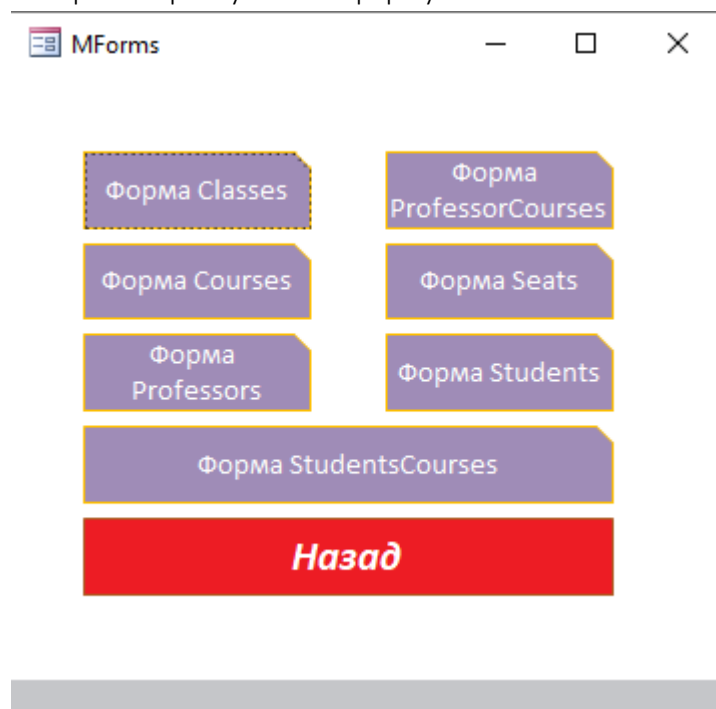 MForms
Форма Classes
Форма
ProfessorCourses
Форма Courses
Форма Seats
Форма
Professors
Форма Students
Форма StudentsCourses
Назад